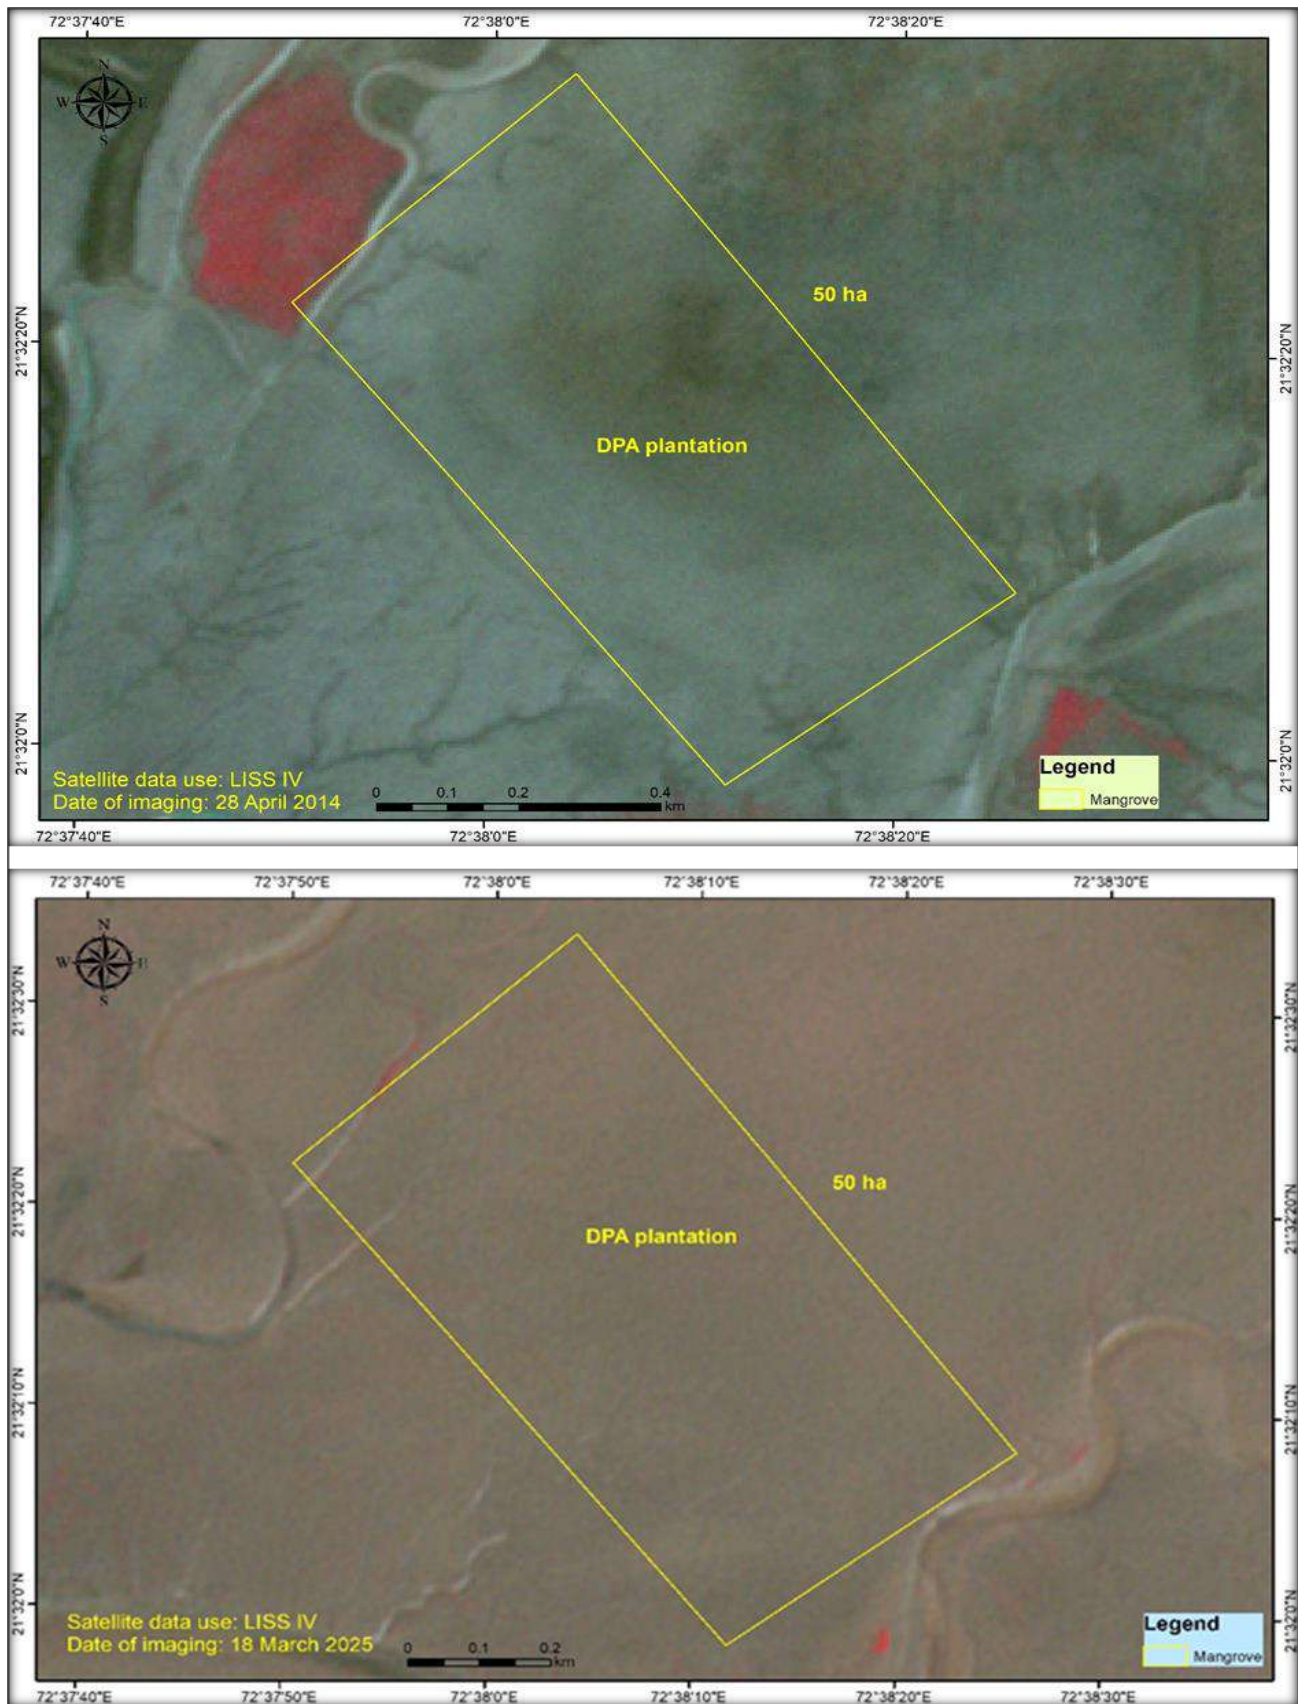 72°37'40"E 72°38'0"E 72°38'20"E
N
W E
S
21°32'20"N
21°32'20"N
50 ha
DPA plantation
21°32'0"N
21°32'0"N
Legend
Mangrove
Satellite data use: LISS IV
Date of imaging: 28 April 2014
0 0.1 0.2 0.4
km
72°37'40"E 72°38'0"E 72°38'20"E
72°37'40"E 72°37'50"E 72°38'0"E 72°38'10"E 72°38'20"E 72°38'30"E
N
W E
S
21°32'30"N
21°32'30"N
21°32'20"N
21°32'20"N
50 ha
DPA plantation
21°32'10"N
21°32'10"N
21°32'0"N
21°32'0"N
Satellite data use: LISS IV
Date of imaging: 18 March 2025
0 0.1 0.2
km
Legend
Mangrove
72°37'40"E 72°37'50"E 72°38'0"E 72°38'10"E 72°38'20"E 72°38'30"E